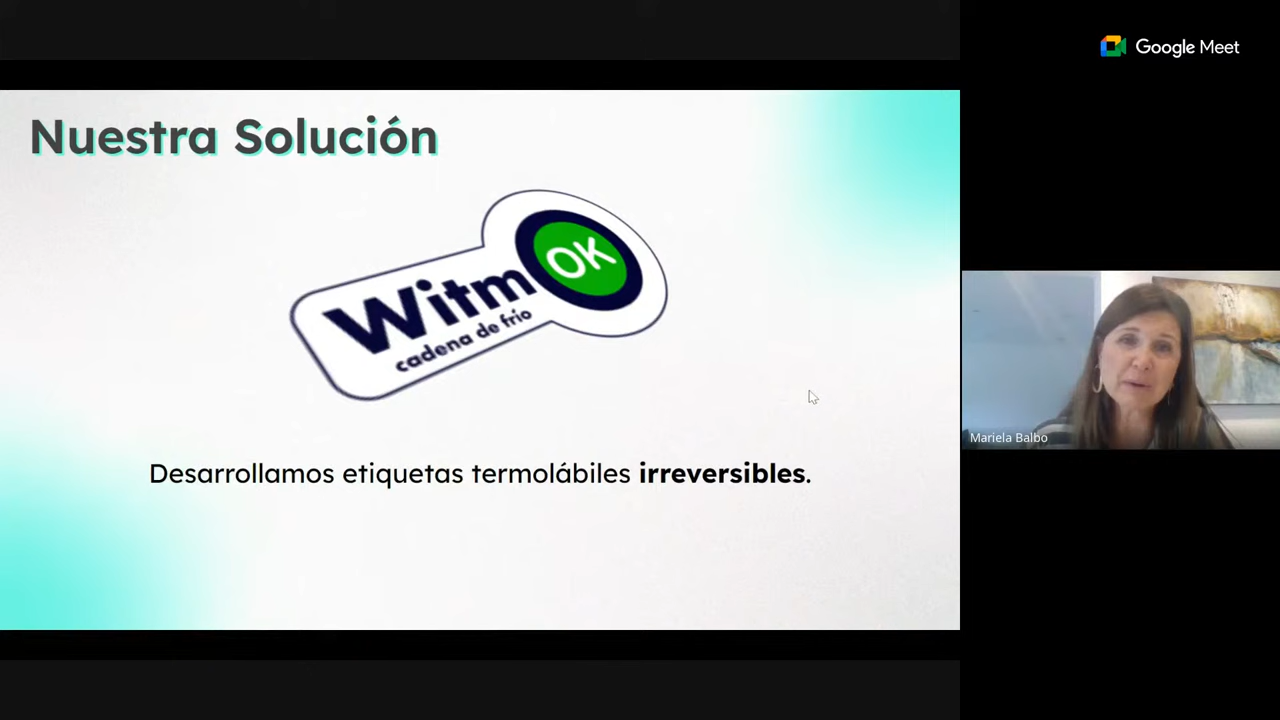 Google Meet
Nuestra Solución
Witm
OK
cadena de frío
Desarrollamos etiquetas termolábiles irreversibles.
Mariela Balbo